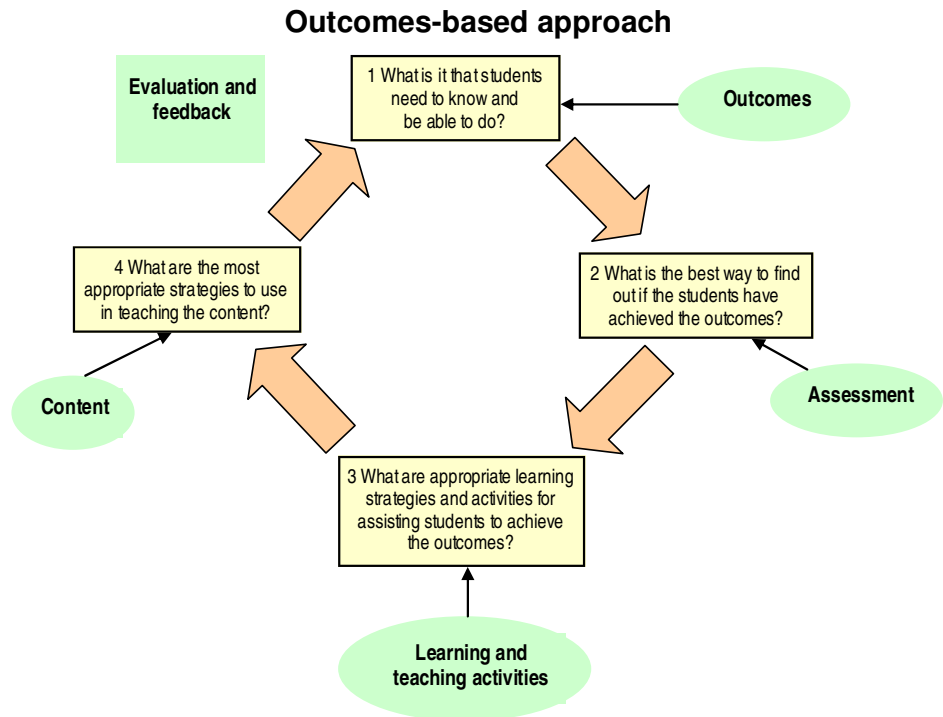 Outcomes-based approach
Evaluation and
feedback
1 What is it that students
need to know and
be able to do?
Outcomes
4 What are the most
appropriate strategies to use
in teaching the content?
2 What is the best way to find
out if the students have
achieved the outcomes?
Content
Assessment
3 What are appropriate learning
strategies and activities for
assisting students to achieve
the outcomes?
Learning and
teaching activities